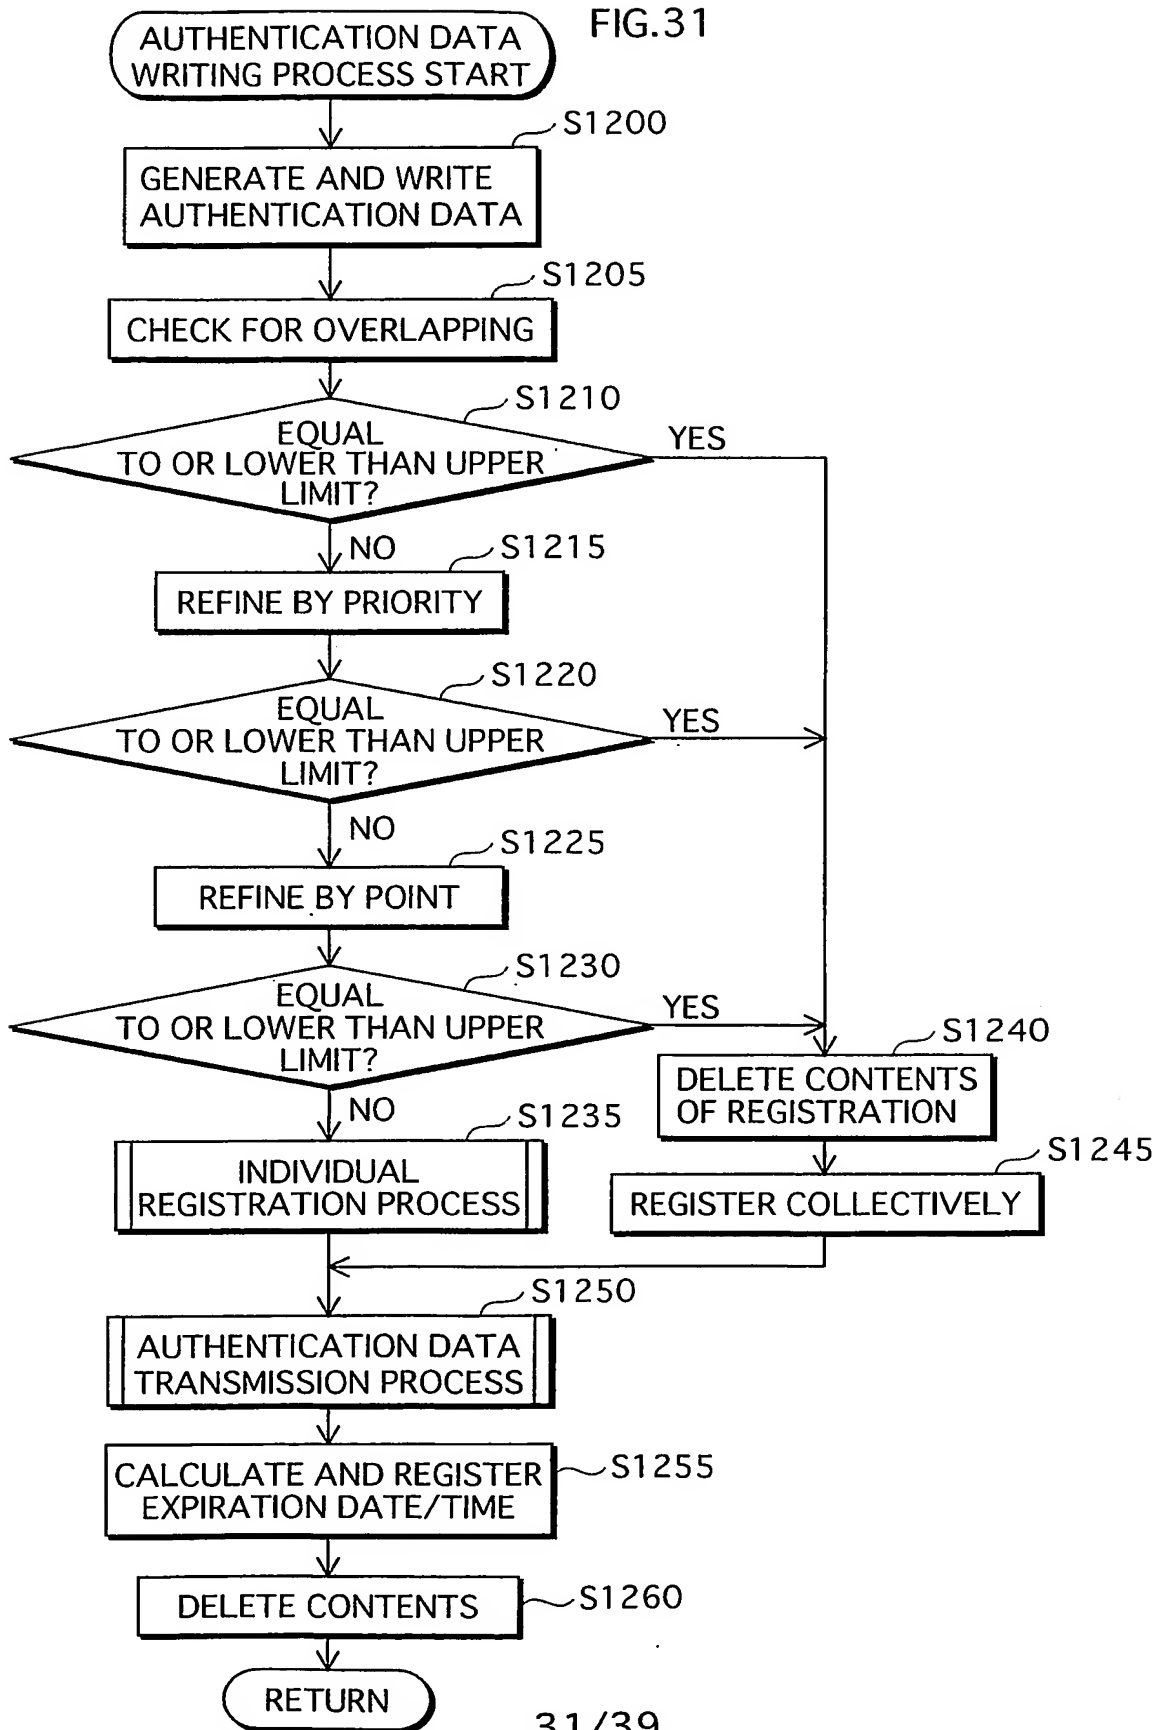 FIG.31
AUTHENTICATION DATA
WRITING PROCESS START
S1200
GENERATE AND WRITE
AUTHENTICATION DATA
S1205
CHECK FOR OVERLAPPING
S1210
EQUAL
TO OR LOWER THAN UPPER
LIMIT?
YES
NO
S1215
REFINE BY PRIORITY
S1220
EQUAL
TO OR LOWER THAN UPPER
LIMIT?
YES
NO
S1225
REFINE BY POINT
S1230
EQUAL
TO OR LOWER THAN UPPER
LIMIT?
YES
NO
S1240
DELETE CONTENTS
OF REGISTRATION
S1235
INDIVIDUAL
REGISTRATION PROCESS
S1245
REGISTER COLLECTIVELY
S1250
AUTHENTICATION DATA
TRANSMISSION PROCESS
CALCULATE AND REGISTER
EXPIRATION DATE/TIME
S1255
DELETE CONTENTS
S1260
RETURN
31/39